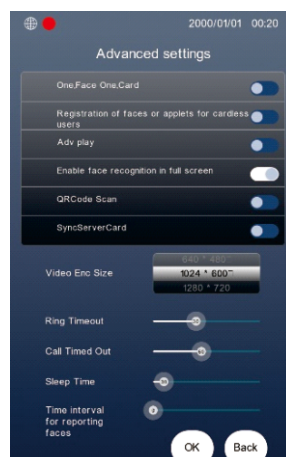 2000/01/01 00:20
Advanced settings
One,Face One,Card
Registration of faces or applets for cardless
users
Adv play
Enable face recognition in full screen
QRCode Scan
SyncServerCard
640 * 480
Video Enc Size
1024 * 600
1280 * 720
Ring Timeout
Call Timed Out
Sleep Time
Time interval
for reporting
faces
OK
Back